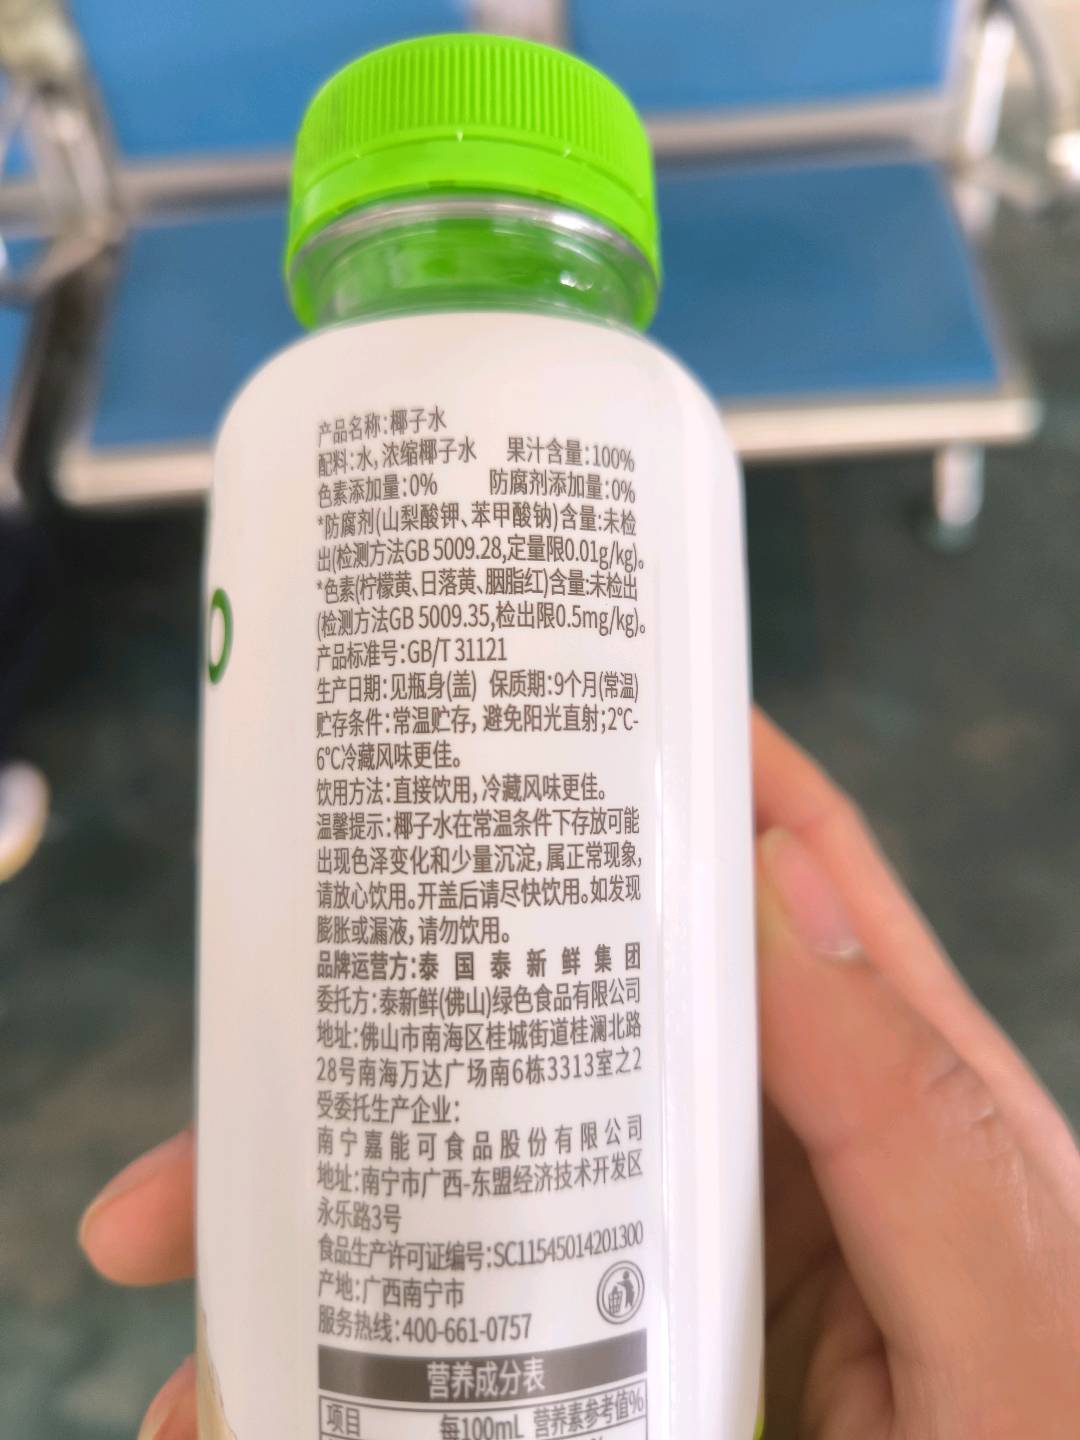 产品名称:椰子水
配料:水,浓缩椰子水 果汁含量:100%
色素添加量:0% 防腐剂添加量:0%
*防腐剂(山梨酸钾、苯甲酸钠)含量:未检
出(检测方法GB 5009.28,定量限0.01g/kg)。
*色素(柠檬黄、日落黄、胭脂红)含量:未检出
(检测方法GB 5009.35,检出限0.5mg/kg)。
产品标准号:GB/T 31121
生产日期:见瓶身(盖) 保质期:9个月(常温)
贮存条件:常温贮存,避免阳光直射;2℃-
6℃冷藏风味更佳。
饮用方法:直接饮用,冷藏风味更佳。
温馨提示:椰子水在常温条件下存放可能
出现色泽变化和少量沉淀,属正常现象,
请放心饮用。开盖后请尽快饮用。如发现
膨胀或漏液,请勿饮用。
品牌运营方:泰国泰新鲜集团
委托方:泰新鲜(佛山)绿色食品有限公司
地址:佛山市南海区桂城街道桂澜北路
28号南海万达广场南6栋3313室之2
受委托生产企业:
南宁嘉能可食品股份有限公司
地址:南宁市广西-东盟经济技术开发区
永乐路3号
食品生产许可证编号:SC11545014201300
产地:广西南宁市
服务热线:400-661-0757
营养成分表
项目 每100mL 营养素参考值%